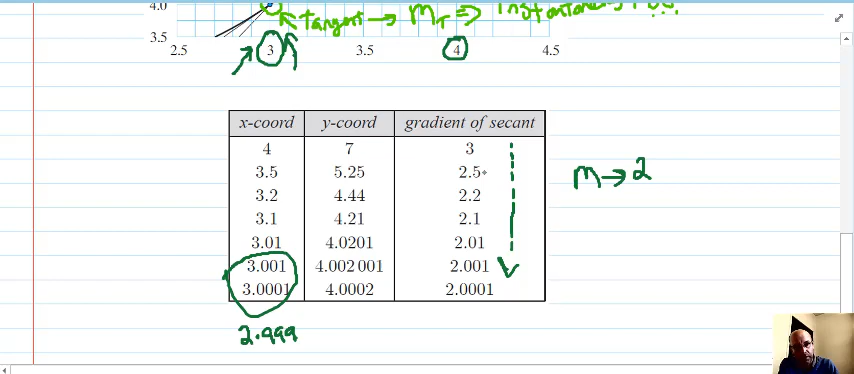 4.0
tangent → mT ⇒
3.5
2.5 3 3.5 4 4.5
x-coord y-coord gradient of secant
4 7 3
3.5 5.25 2.5
3.2 4.44 2.2
3.1 4.21 2.1
3.01 4.0201 2.01
3.001 4.002 001 2.001
3.0001 4.0002 2.0001
m → 2
2.999